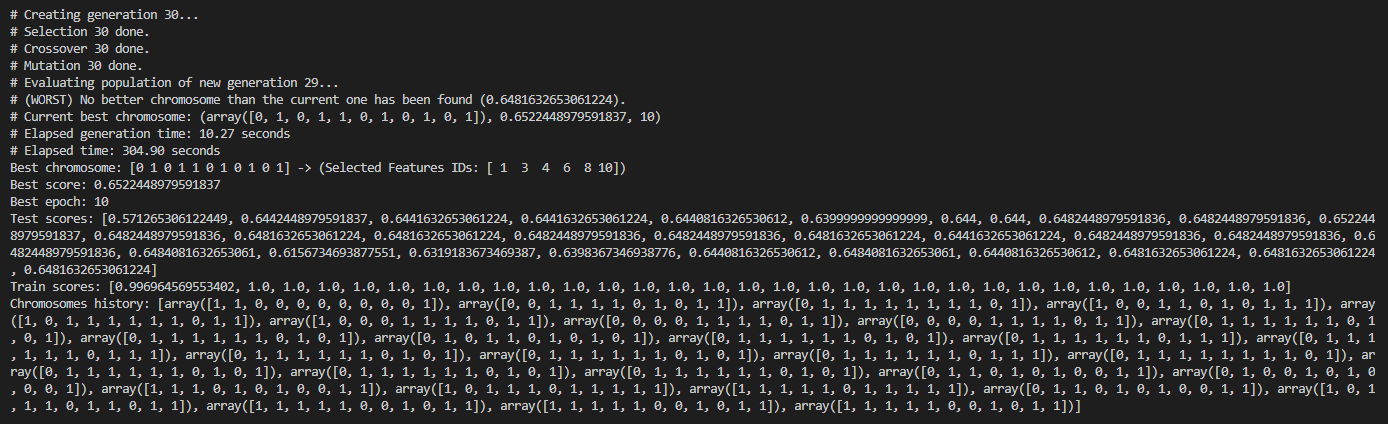 # Creating generation 30...
# Selection 30 done.
# Crossover 30 done.
# Mutation 30 done.
# Evaluating population of new generation 29...
# (WORST) No better chromosome than the current one has been found (0.6481632653061224).
# Current best chromosome: (array([0, 1, 0, 1, 1, 0, 1, 0, 1, 0, 1]), 0.6522448979591837, 10)
# Elapsed generation time: 10.27 seconds
# Elapsed time: 304.90 seconds
Best chromosome: [0 1 0 1 1 0 1 0 1 0 1] -> (Selected Features IDs: [ 1  3  4  6  8 10])
Best score: 0.6522448979591837
Best epoch: 10
Test scores: [0.571265306122449, 0.6442448979591837, 0.6441632653061224, 0.6441632653061224, 0.6440816326530612, 0.6399999999999999, 0.644, 0.644, 0.6482448979591836, 0.6482448979591836, 0.652244
8979591837, 0.6482448979591836, 0.6481632653061224, 0.6481632653061224, 0.6482448979591836, 0.6482448979591836, 0.6481632653061224, 0.6441632653061224, 0.6482448979591836, 0.6482448979591836, 0.6
482448979591836, 0.6484081632653061, 0.6156734693877551, 0.6319183673469387, 0.6398367346938776, 0.6440816326530612, 0.6484081632653061, 0.6440816326530612, 0.6481632653061224, 0.6481632653061224
, 0.6481632653061224]
Train scores: [0.996964569553402, 1.0, 1.0, 1.0, 1.0, 1.0, 1.0, 1.0, 1.0, 1.0, 1.0, 1.0, 1.0, 1.0, 1.0, 1.0, 1.0, 1.0, 1.0, 1.0, 1.0, 1.0, 1.0, 1.0, 1.0, 1.0, 1.0, 1.0, 1.0, 1.0, 1.0]
Chromosomes history: [array([1, 1, 0, 0, 0, 0, 0, 0, 0, 0, 1]), array([0, 0, 1, 1, 1, 1, 0, 1, 0, 1, 1]), array([0, 1, 1, 1, 1, 1, 1, 1, 1, 0, 1]), array([1, 0, 0, 1, 1, 0, 1, 0, 1, 1, 1]), array
([1, 0, 1, 1, 1, 1, 1, 1, 0, 1, 1]), array([1, 0, 0, 0, 1, 1, 1, 1, 0, 1, 1]), array([0, 0, 0, 0, 1, 1, 1, 1, 0, 1, 1]), array([0, 0, 0, 0, 1, 1, 1, 1, 0, 1, 1]), array([0, 1, 1, 1, 1, 1, 1, 0, 1
, 0, 1]), array([0, 1, 1, 1, 1, 1, 1, 0, 1, 0, 1]), array([0, 1, 0, 1, 1, 0, 1, 0, 1, 0, 1]), array([0, 1, 1, 1, 1, 1, 1, 0, 1, 0, 1]), array([0, 1, 1, 1, 1, 1, 1, 1, 1, 0, 1]), array([0, 1, 1, 1
, 1, 1, 1, 0, 1, 1, 1]), array([0, 1, 1, 1, 1, 1, 1, 0, 1, 0, 1]), array([0, 1, 1, 1, 1, 1, 1, 0, 1, 0, 1]), array([0, 1, 1, 1, 1, 1, 1, 0, 1, 1, 1]), array([0, 1, 1, 1, 1, 1, 1, 1, 1, 0, 1]), ar
ray([0, 1, 1, 1, 1, 1, 1, 0, 1, 0, 1]), array([0, 1, 1, 1, 1, 1, 1, 0, 1, 0, 1]), array([0, 1, 1, 1, 1, 1, 1, 0, 1, 0, 1]), array([0, 1, 1, 0, 1, 0, 1, 0, 0, 1, 1]), array([0, 1, 0, 0, 1, 0, 1, 0
, 0, 0, 1]), array([1, 1, 1, 0, 1, 0, 1, 0, 0, 1, 1]), array([1, 0, 1, 1, 1, 0, 1, 1, 1, 1, 1]), array([1, 1, 1, 1, 1, 0, 1, 1, 1, 1, 1]), array([0, 1, 1, 0, 1, 0, 1, 0, 0, 1, 1]), array([1, 0, 1
, 1, 1, 0, 1, 1, 0, 1, 1]), array([1, 1, 1, 1, 1, 0, 0, 1, 0, 1, 1]), array([1, 1, 1, 1, 1, 0, 0, 1, 0, 1, 1]), array([1, 1, 1, 1, 1, 0, 0, 1, 0, 1, 1])]